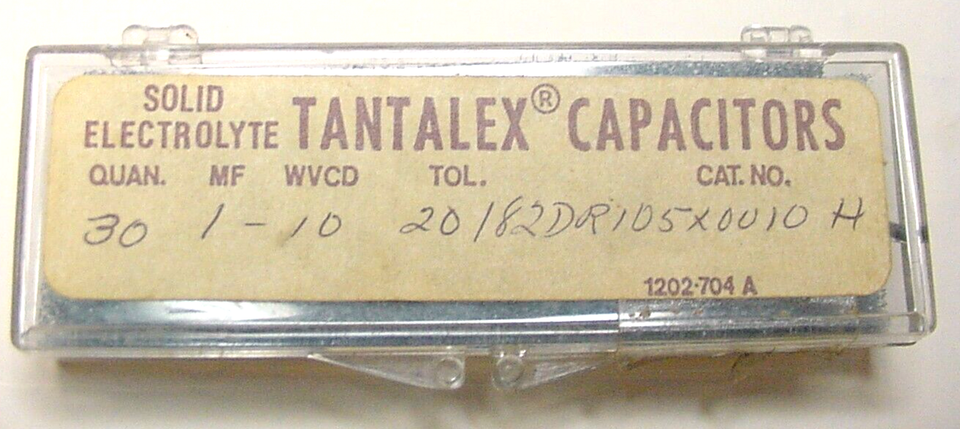 SOLID
ELECTROLYTE TANTALEX® CAPACITORS
QUAN. MF WVCD TOL. CAT. NO.
30 1 - 10 20 182DR105X0010 H
1202-704 A